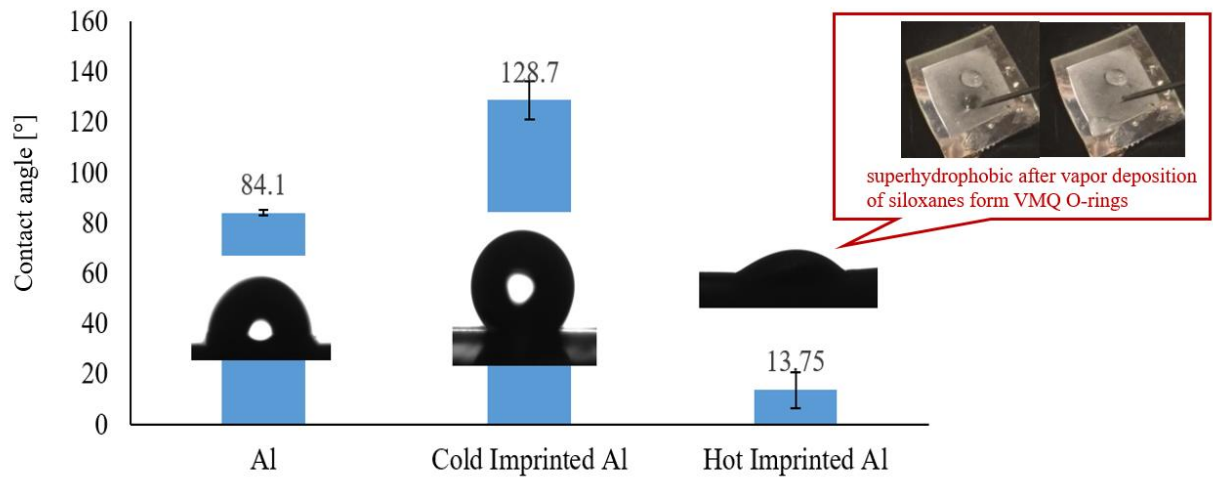 160
140
120
100
80
60
40
20
0
Contact angle [°]
84.1
128.7
13.75
Al
Cold Imprinted Al
Hot Imprinted Al
superhydrophobic after vapor deposition
of siloxanes form VMQ O-rings